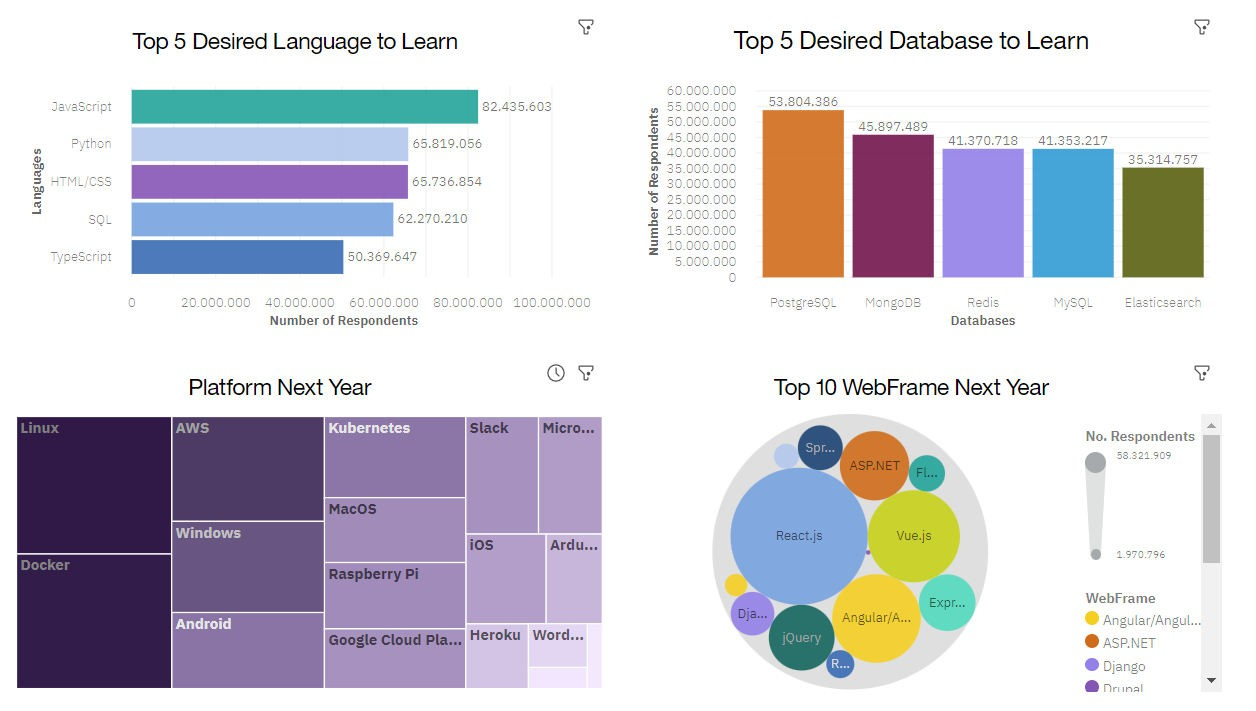 Top 5 Desired Language to Learn
Languages
JavaScript
82.435.603
Python
65.819.056
HTML/CSS
65.736.854
SQL
62.270.210
TypeScript
50.369.647
0 20.000.000 40.000.000 60.000.000 80.000.000 100.000.000
Number of Respondents
Top 5 Desired Database to Learn
Number of Respondents
60.000.000
55.000.000
50.000.000
45.000.000
40.000.000
35.000.000
30.000.000
25.000.000
20.000.000
15.000.000
10.000.000
5.000.000
0
53.804.386
45.897.489
41.370.718
41.353.217
35.314.757
PostgreSQL MongoDB Redis MySQL Elasticsearch
Databases
Platform Next Year
Linux
Docker
AWS
Windows
Android
Kubernetes
MacOS
Raspberry Pi
Google Cloud Pla...
Slack
Micro...
iOS
Ardu...
Heroku
Word...
Top 10 WebFrame Next Year
Spr...
ASP.NET
Fl...
React.js
Vue.js
Expr...
Angular/A...
Dja...
jQuery
R...
No. Respondents
58.321.909
1.970.796
WebFrame
Angular/Angul...
ASP.NET
Django
Drupal